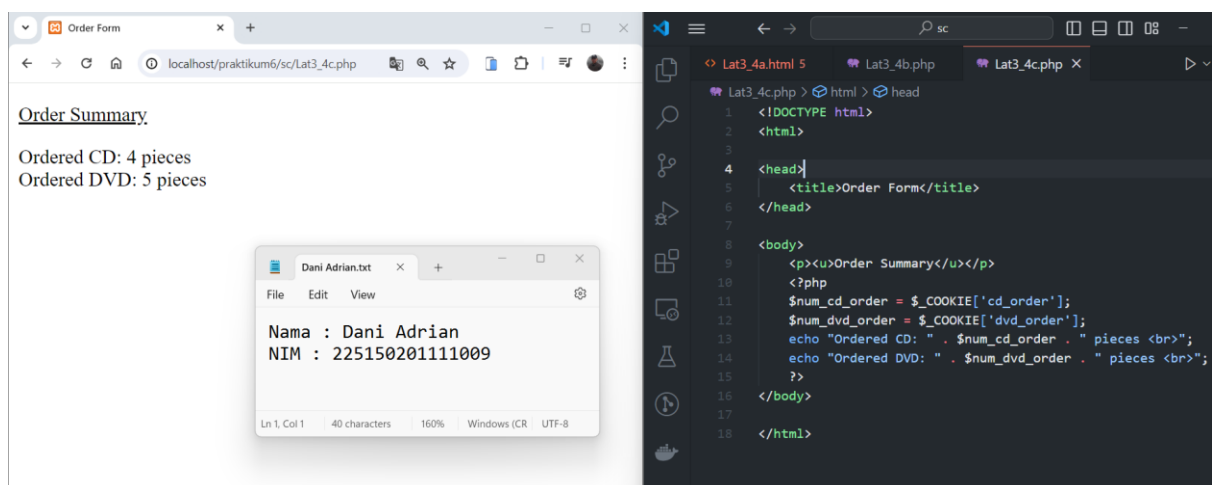 Order Form
localhost/praktikum6/sc/Lat3_4c.php
Order Summary
Ordered CD: 4 pieces
Ordered DVD: 5 pieces
Dani Adrian.txt
File Edit View
Nama : Dani Adrian
NIM : 225150201111009
Ln 1, Col 1 40 characters 160% Windows (CR UTF-8
sc
Lat3_4a.html 5 Lat3_4b.php Lat3_4c.php
Lat3_4c.php > html > head
1 <!DOCTYPE html>
2 <html>
3
4 <head>
5 <title>Order Form</title>
6 </head>
7
8 <body>
9 <p><u>Order Summary</u></p>
10 <?php
11 $num_cd_order = $_COOKIE['cd_order'];
12 $num_dvd_order = $_COOKIE['dvd_order'];
13 echo "Ordered CD: " . $num_cd_order . " pieces <br>";
14 echo "Ordered DVD: " . $num_dvd_order . " pieces <br>";
15 ?>
16 </body>
17
18 </html>